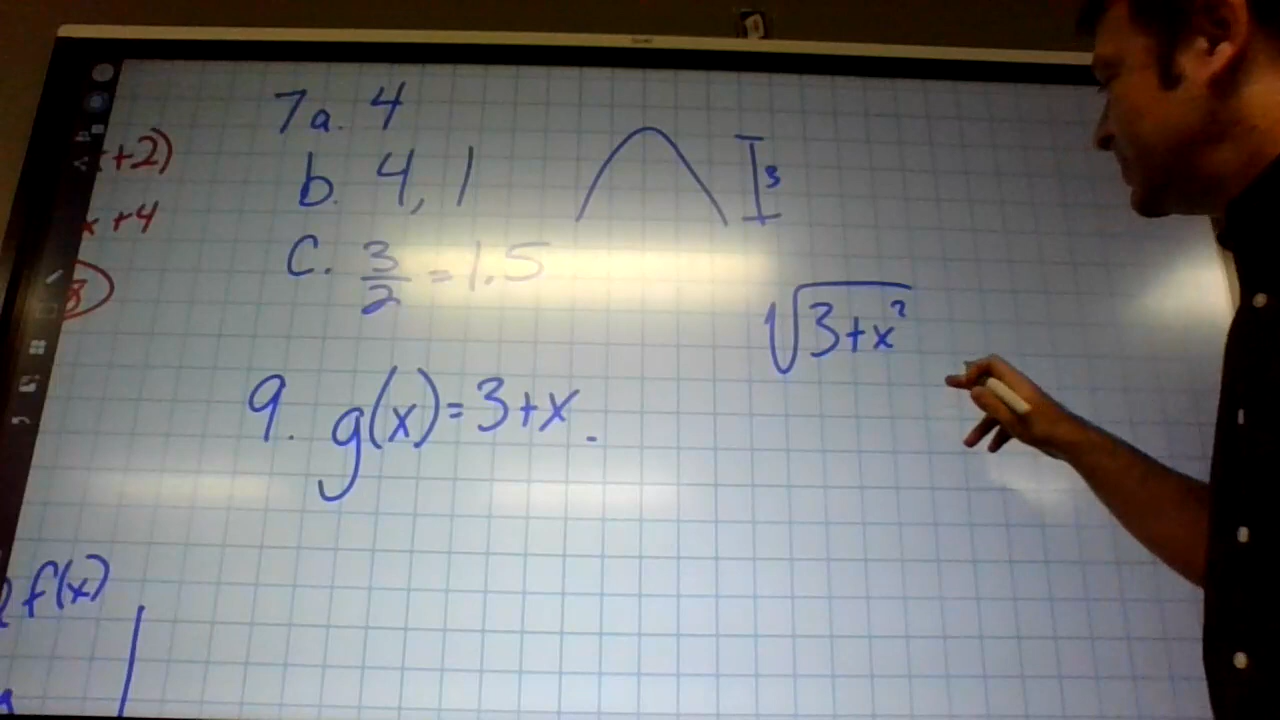 +2)
x+4
7a. 4
b. 4, 1
3
c. 3/2 = 1.5
√3+x²
9. g(x)=3+x.
f(x)